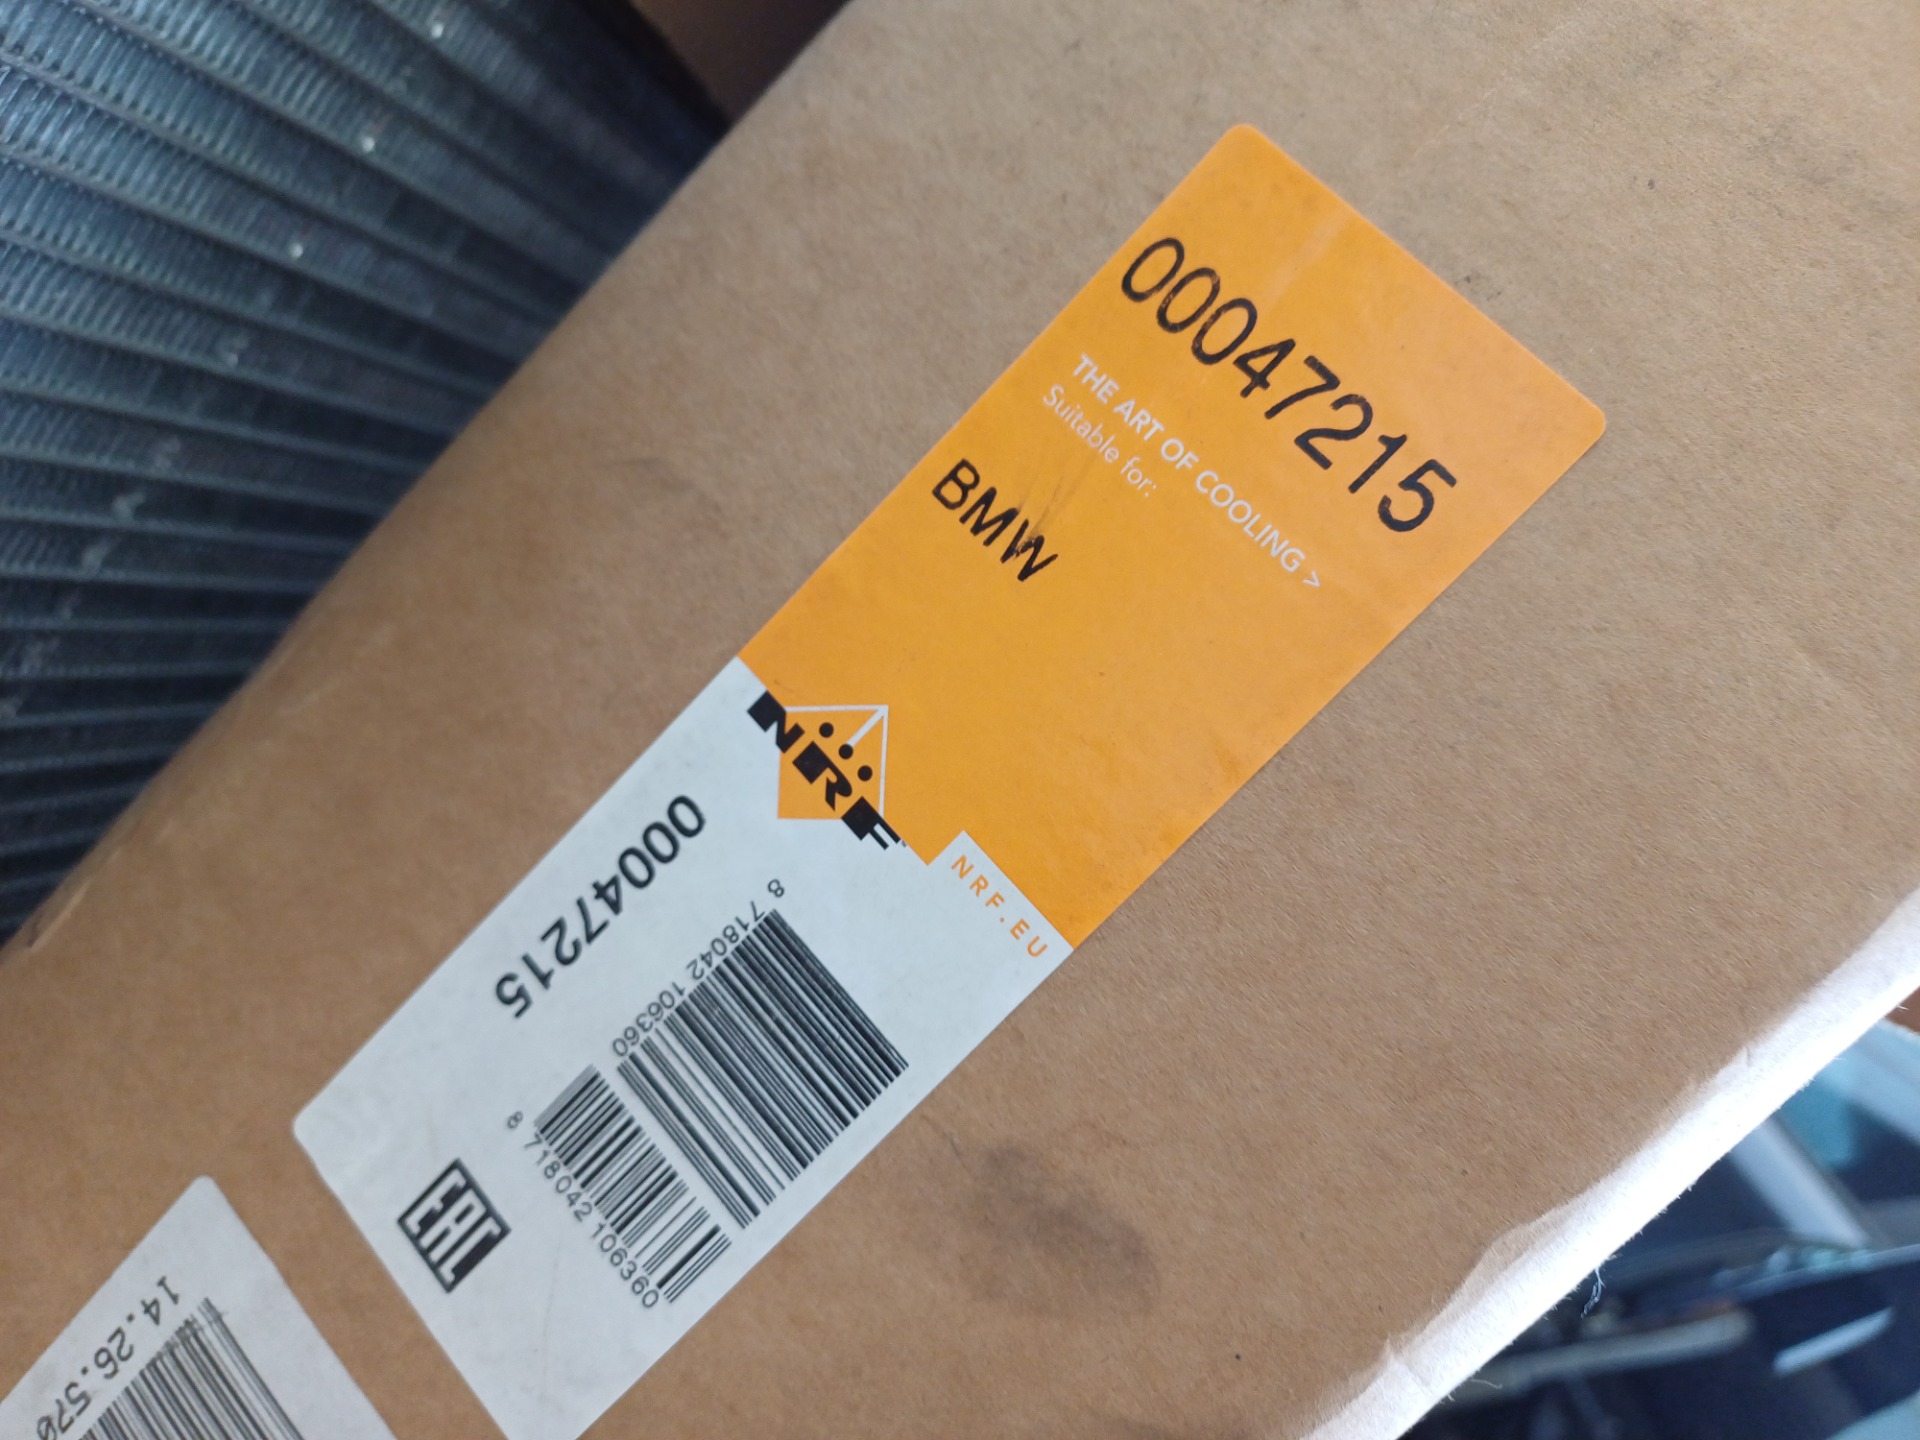 00047215
THE ART OF COOLING >
Suitable for:
BMW
NRF
NRF.EU
00047215
8 718042 106360
8 718042 106360
EAC
14.26.570